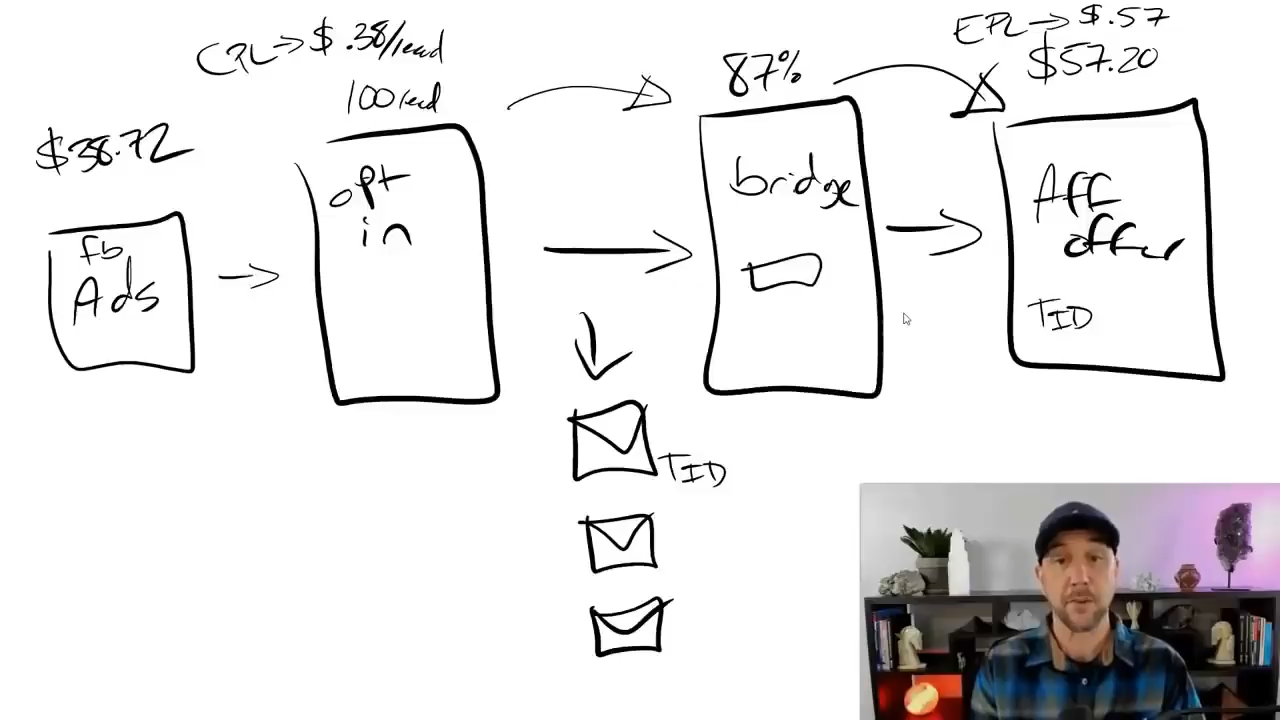 CPL → $.38/lead
100 lead
$38.72
fb
Ads
opt
in
87%
bridge
EPL → $.57
$57.20
Aff
offer
TID
TID